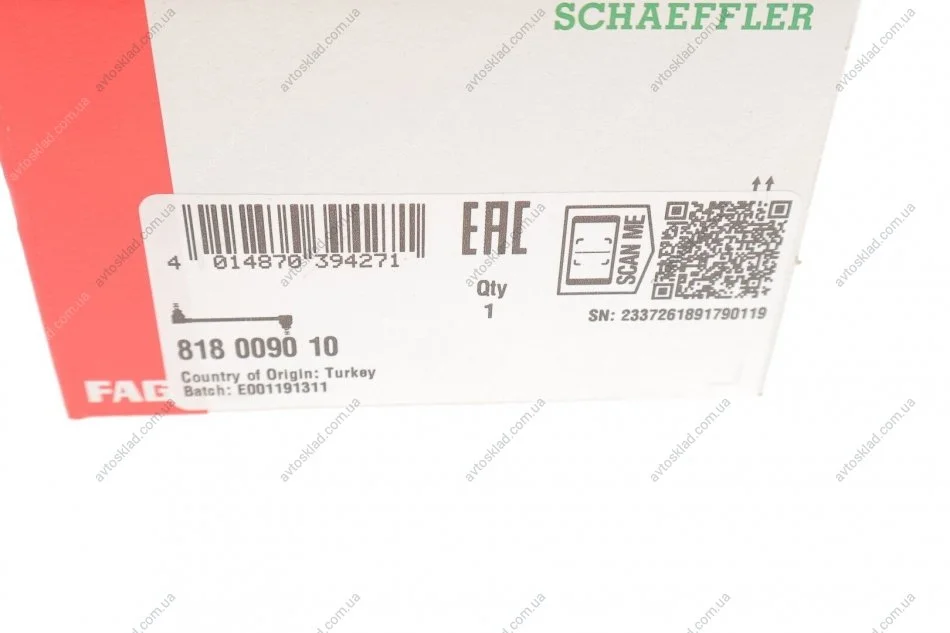 SCHAEFFLER
EAC
SCAN ME
4 014870 394271
Qty
1
SN: 2337261891790119
818 0090 10
Country of Origin: Turkey
Batch: E001191311
FAG
avtosklad.com.ua